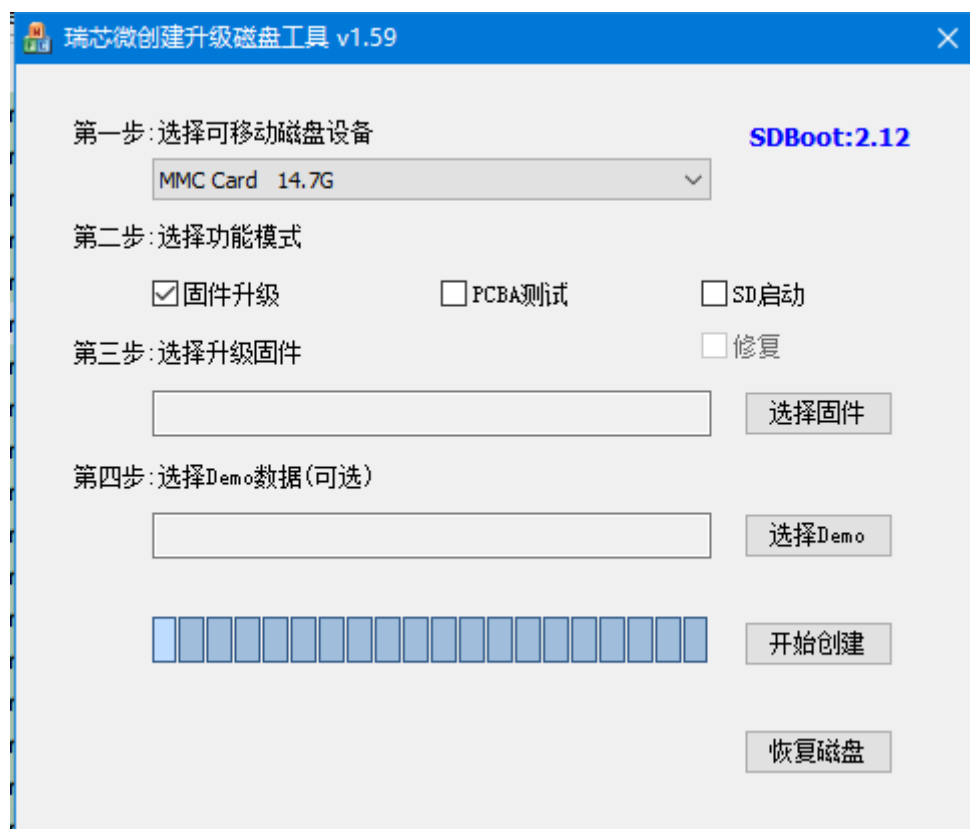 瑞芯微创建升级磁盘工具 v1.59
第一步:选择可移动磁盘设备
SDBoot:2.12
MMC Card 14.7G
第二步:选择功能模式
固件升级 PCBA测试 SD启动
第三步:选择升级固件 修复
选择固件
第四步:选择Demo数据(可选)
选择Demo
开始创建
恢复磁盘